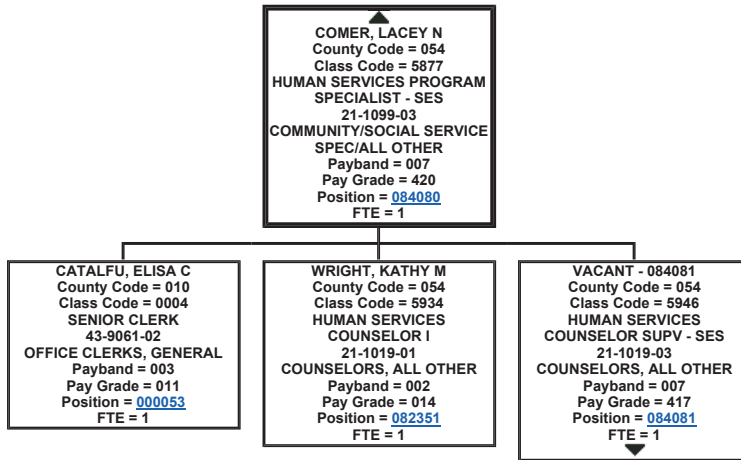 COMER, LACEY N
County Code = 054
Class Code = 5877
HUMAN SERVICES PROGRAM
SPECIALIST - SES
21-1099-03
COMMUNITY/SOCIAL SERVICE
SPEC/ALL OTHER
Payband = 007
Pay Grade = 420
Position = 084080
FTE = 1
CATALFU, ELISA C
County Code = 010
Class Code = 0004
SENIOR CLERK
43-9061-02
OFFICE CLERKS, GENERAL
Payband = 003
Pay Grade = 011
Position = 000053
FTE = 1
WRIGHT, KATHY M
County Code = 054
Class Code = 5934
HUMAN SERVICES
COUNSELOR I
21-1019-01
COUNSELORS, ALL OTHER
Payband = 002
Pay Grade = 014
Position = 082351
FTE = 1
VACANT - 084081
County Code = 054
Class Code = 5946
HUMAN SERVICES
COUNSELOR SUPV - SES
21-1019-03
COUNSELORS, ALL OTHER
Payband = 007
Pay Grade = 417
Position = 084081
FTE = 1